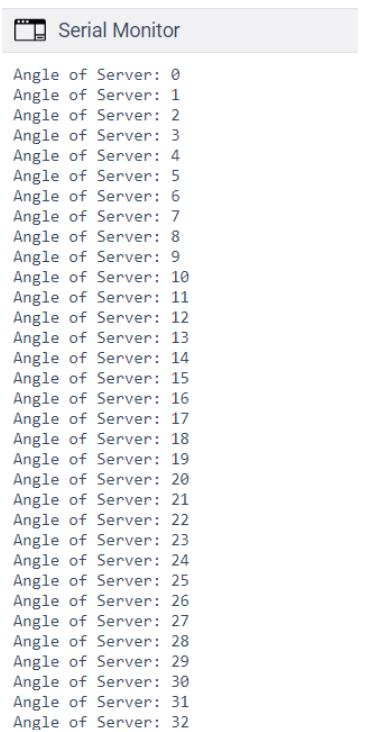 Serial Monitor
Angle of Server: 0
Angle of Server: 1
Angle of Server: 2
Angle of Server: 3
Angle of Server: 4
Angle of Server: 5
Angle of Server: 6
Angle of Server: 7
Angle of Server: 8
Angle of Server: 9
Angle of Server: 10
Angle of Server: 11
Angle of Server: 12
Angle of Server: 13
Angle of Server: 14
Angle of Server: 15
Angle of Server: 16
Angle of Server: 17
Angle of Server: 18
Angle of Server: 19
Angle of Server: 20
Angle of Server: 21
Angle of Server: 22
Angle of Server: 23
Angle of Server: 24
Angle of Server: 25
Angle of Server: 26
Angle of Server: 27
Angle of Server: 28
Angle of Server: 29
Angle of Server: 30
Angle of Server: 31
Angle of Server: 32